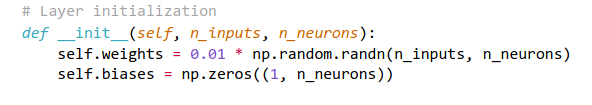 # Layer initialization
def __init__(self, n_inputs, n_neurons):
    self.weights = 0.01 * np.random.randn(n_inputs, n_neurons)
    self.biases = np.zeros((1, n_neurons))